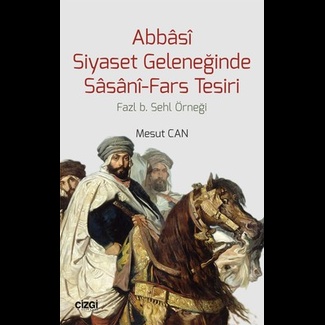 Abbâsî
Siyaset Geleneğinde
Sâsânî-Fars Tesiri
Fazl b. Sehl Örneği
Mesut CAN
çizgi